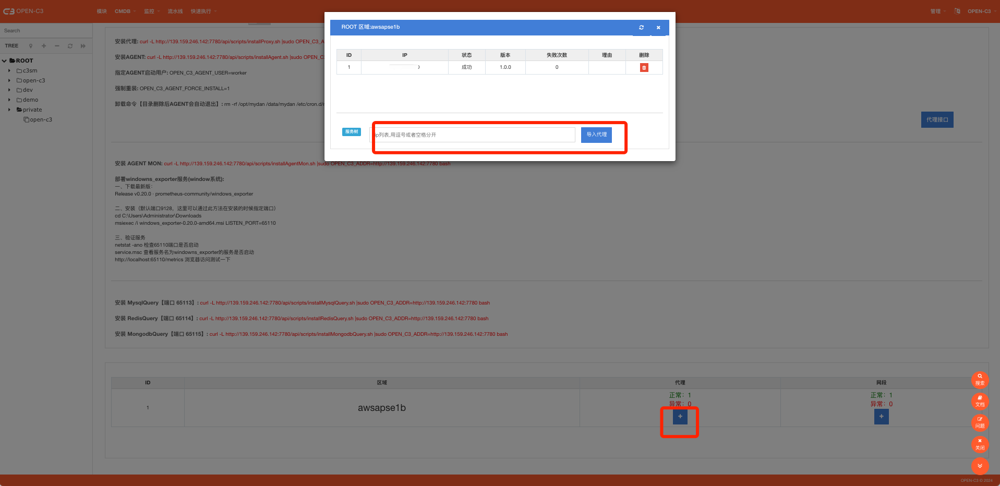 C3 OPEN-C3
模块 CMDB 监控 流水线 快速执行
管理 OPEN-C3
Search
TREE
ROOT
c3sm
open-c3
dev
demo
private
open-c3
ROOT 区域:awsapse1b
ID IP 状态 版本 失败次数 理由 删除
1 成功 1.0.0 0
服务树 ip列表,用逗号或者空格分开 导入代理
安装代理: curl -L http://139.159.246.142:7780/api/scripts/installProxy.sh |sudo OPEN_C3_A
安装AGENT: curl -L http://139.159.246.142:7780/api/scripts/installAgent.sh |sudo OPEN_C3
指定AGENT启动用户: OPEN_C3_AGENT_USER=worker
强制重装: OPEN_C3_AGENT_FORCE_INSTALL=1
卸载命令【目录删除后AGENT会自动退出】: rm -rf /opt/mydan /data/mydan /etc/cron.d/
代理接口
安装 AGENT MON: curl -L http://139.159.246.142:7780/api/scripts/installAgentMon.sh |sudo OPEN_C3_ADDR=http://139.159.246.142:7780 bash
部署windowns_exporter服务(window系统):
一、下载最新版：
Release v0.20.0 · prometheus-community/windows_exporter
二、安装（默认端口9128，这里可以通过此方法在安装的时候指定端口）
cd C:\Users\Administrator\Downloads
msiexec /i windows_exporter-0.20.0-amd64.msi LISTEN_PORT=65110
三、验证服务
netstat -ano 检查65110端口是否启动
service.msc 查看服务名为windowns_exporter的服务是否启动
http://localhost:65110/metrics 浏览器访问测试一下
安装 MysqlQuery【端口 65113】: curl -L http://139.159.246.142:7780/api/scripts/installMysqlQuery.sh |sudo OPEN_C3_ADDR=http://139.159.246.142:7780 bash
安装 RedisQuery【端口 65114】: curl -L http://139.159.246.142:7780/api/scripts/installRedisQuery.sh |sudo OPEN_C3_ADDR=http://139.159.246.142:7780 bash
安装 MongodbQuery【端口 65115】: curl -L http://139.159.246.142:7780/api/scripts/installMongodbQuery.sh |sudo OPEN_C3_ADDR=http://139.159.246.142:7780 bash
ID 区域 代理 网段
1 awsapse1b
正常：1 正常：1
异常：0 异常：0
搜索
文档
问题
关闭
OPEN-C3 © 2024